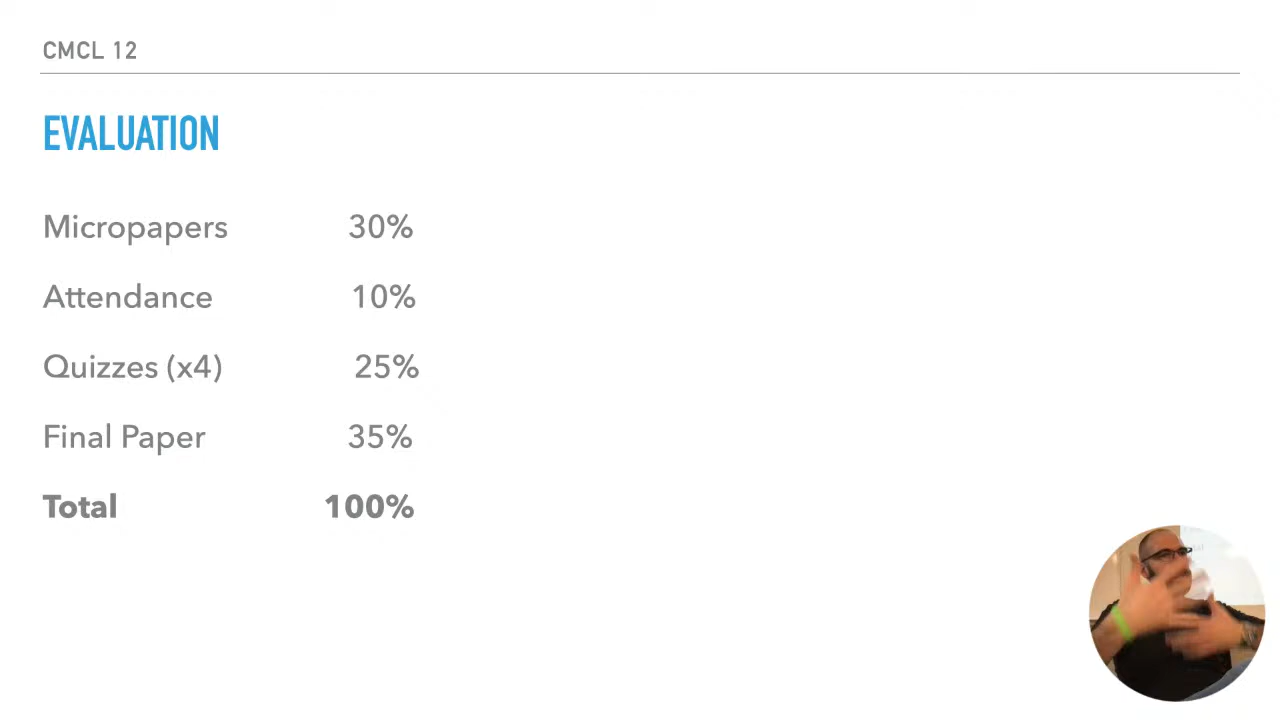 CMCL 12
EVALUATION
Micropapers 30%
Attendance 10%
Quizzes (x4) 25%
Final Paper 35%
Total 100%